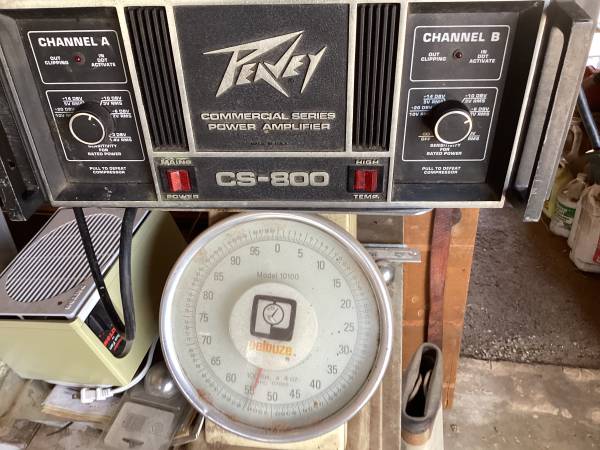 CHANNEL A
OUT
CLIPPING
IN
DDT
ACTIVATE
SENSITIVITY
FOR
RATED POWER
PULL TO DEFEAT
COMPRESSOR
PEAVEY
COMMERCIAL SERIES
POWER AMPLIFIER
MAINS
POWER
CS-800
HIGH
TEMP.
CHANNEL B
OUT
CLIPPING
IN
DDT
ACTIVATE
SENSITIVITY
FOR
RATED POWER
PULL TO DEFEAT
COMPRESSOR
0
5
10
15
20
25
30
35
40
45
50
55
60
65
70
75
80
85
90
95
Model 10100
pelouze